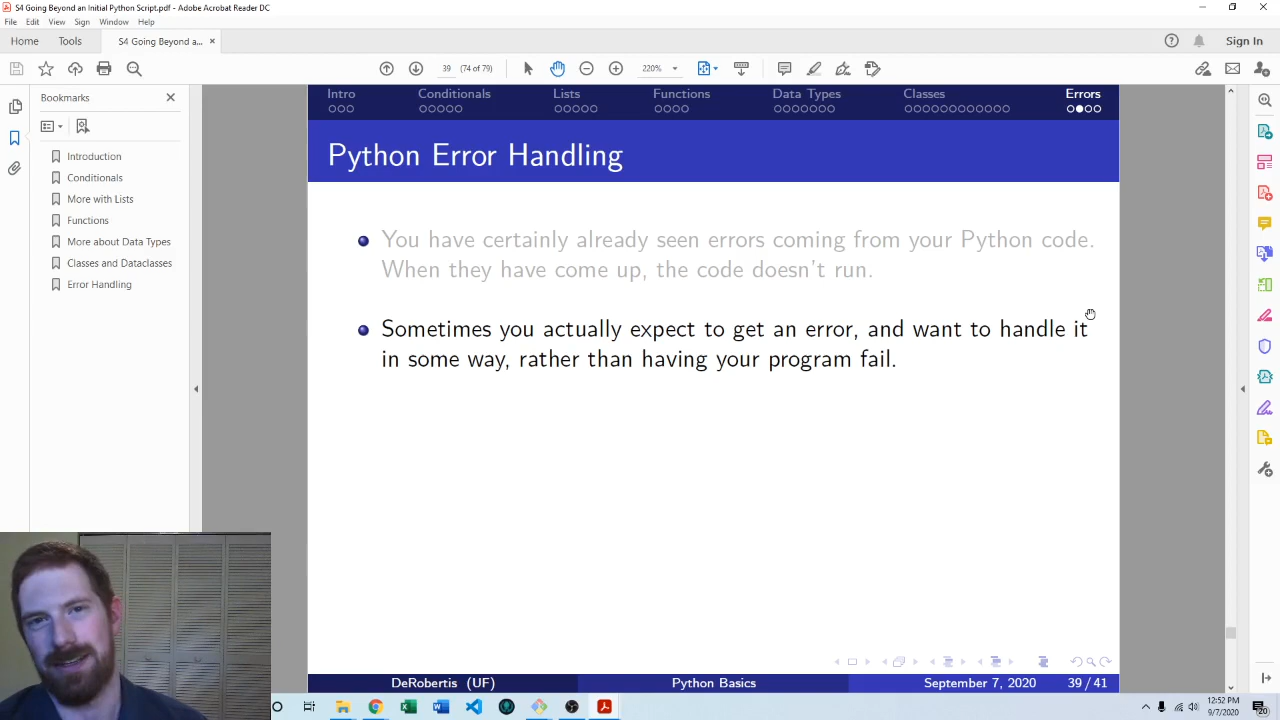 S4 Going Beyond an Initial Python Script.pdf - Adobe Acrobat Reader DC
File Edit View Sign Window Help
Home Tools S4 Going Beyond a... × Sign In
39 (74 of 79) 220%
Bookmarks
Introduction
Conditionals
More with Lists
Functions
More about Data Types
Classes and Dataclasses
Error Handling
Intro Conditionals Lists Functions Data Types Classes Errors
Python Error Handling
You have certainly already seen errors coming from your Python code.
When they have come up, the code doesn't run.
Sometimes you actually expect to get an error, and want to handle it
in some way, rather than having your program fail.
DeRobertis (UF) Python Basics September 7, 2020 39 / 41
12:52 PM
9/7/2020
20